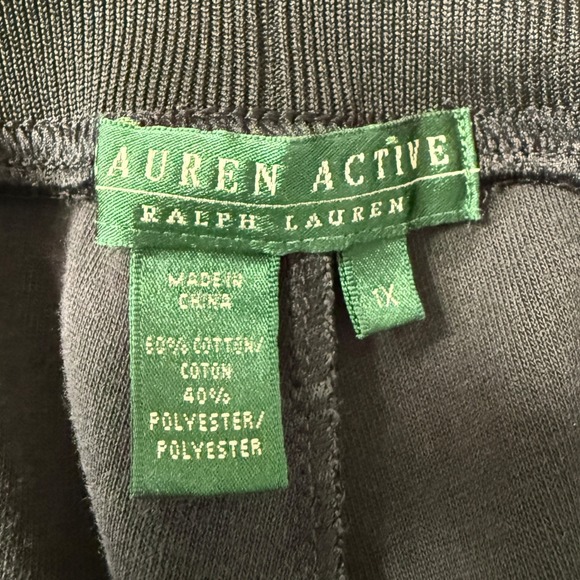 AUREN ACTIVE
RALPH LAUREN
1X
MADE IN
CHINA
60% COTTON/
COTON
40%
POLYESTER/
POLYESTER